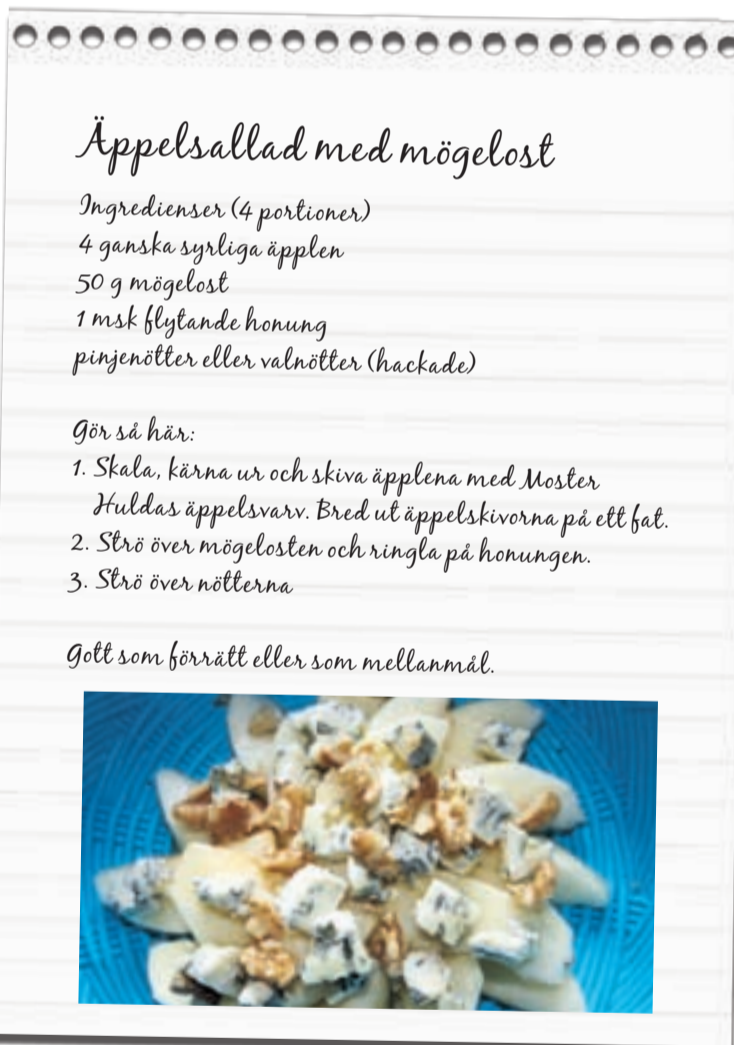 Äppelsallad med mögelost
Ingredienser (4 portioner)
4 ganska syrliga äpplen
50 g mögelost
1 msk flytande honung
pinjenötter eller valnötter (hackade)
Gör så här:
1. Skala, kärna ur och skiva äpplena med Moster
Huldas äppelsvarv. Bred ut äppelskivorna på ett fat.
2. Strö över mögelosten och ringla på honungen.
3. Strö över nötterna
Gott som förrätt eller som mellanmål.